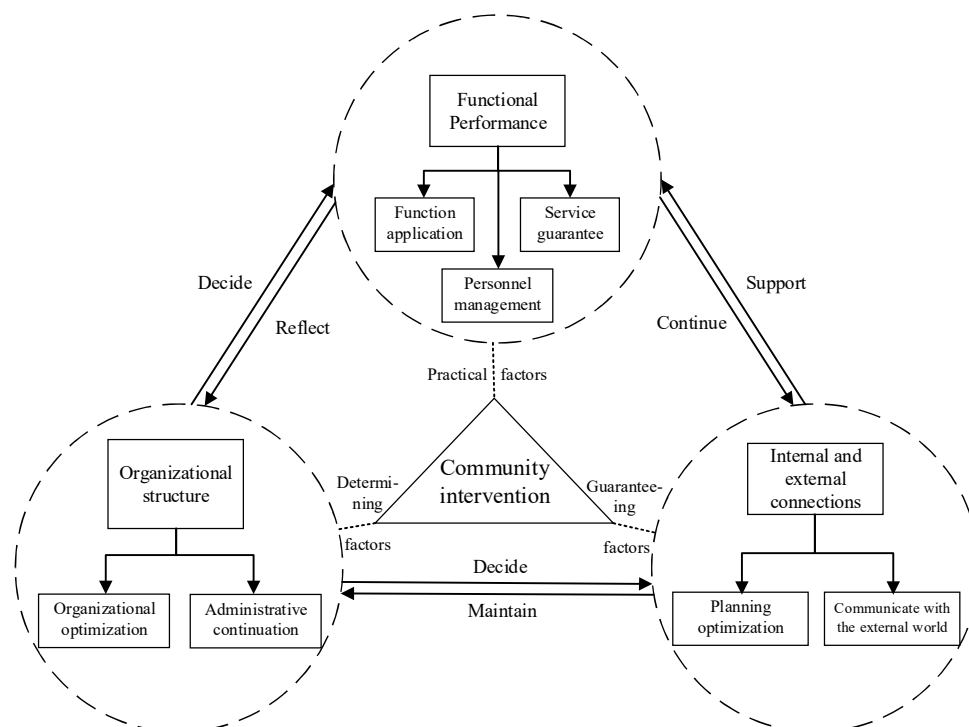 Functional
Performance
Function
application
Service
guarantee
Personnel
management
Decide
Reflect
Support
Continue
Practical factors
Organizational
structure
Determi-
ning
factors
Community
intervention
Guarantee-
ing
factors
Internal and
external
connections
Organizational
optimization
Administrative
continuation
Decide
Maintain
Planning
optimization
Communicate with
the external world